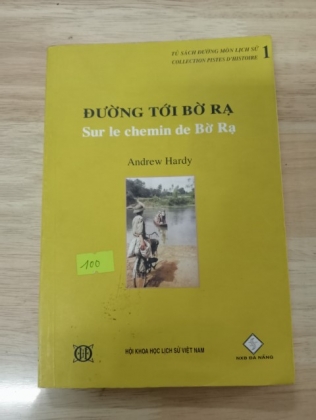 TỦ SÁCH ĐƯỜNG MÒN LỊCH SỬ
COLLECTION PISTES D'HISTOIRE 1
ĐƯỜNG TỚI BỜ RẠ
Sur le chemin de Bờ Rạ
Andrew Hardy
100
HỘI KHOA HỌC LỊCH SỬ VIỆT NAM
NXB ĐÀ NẴNG